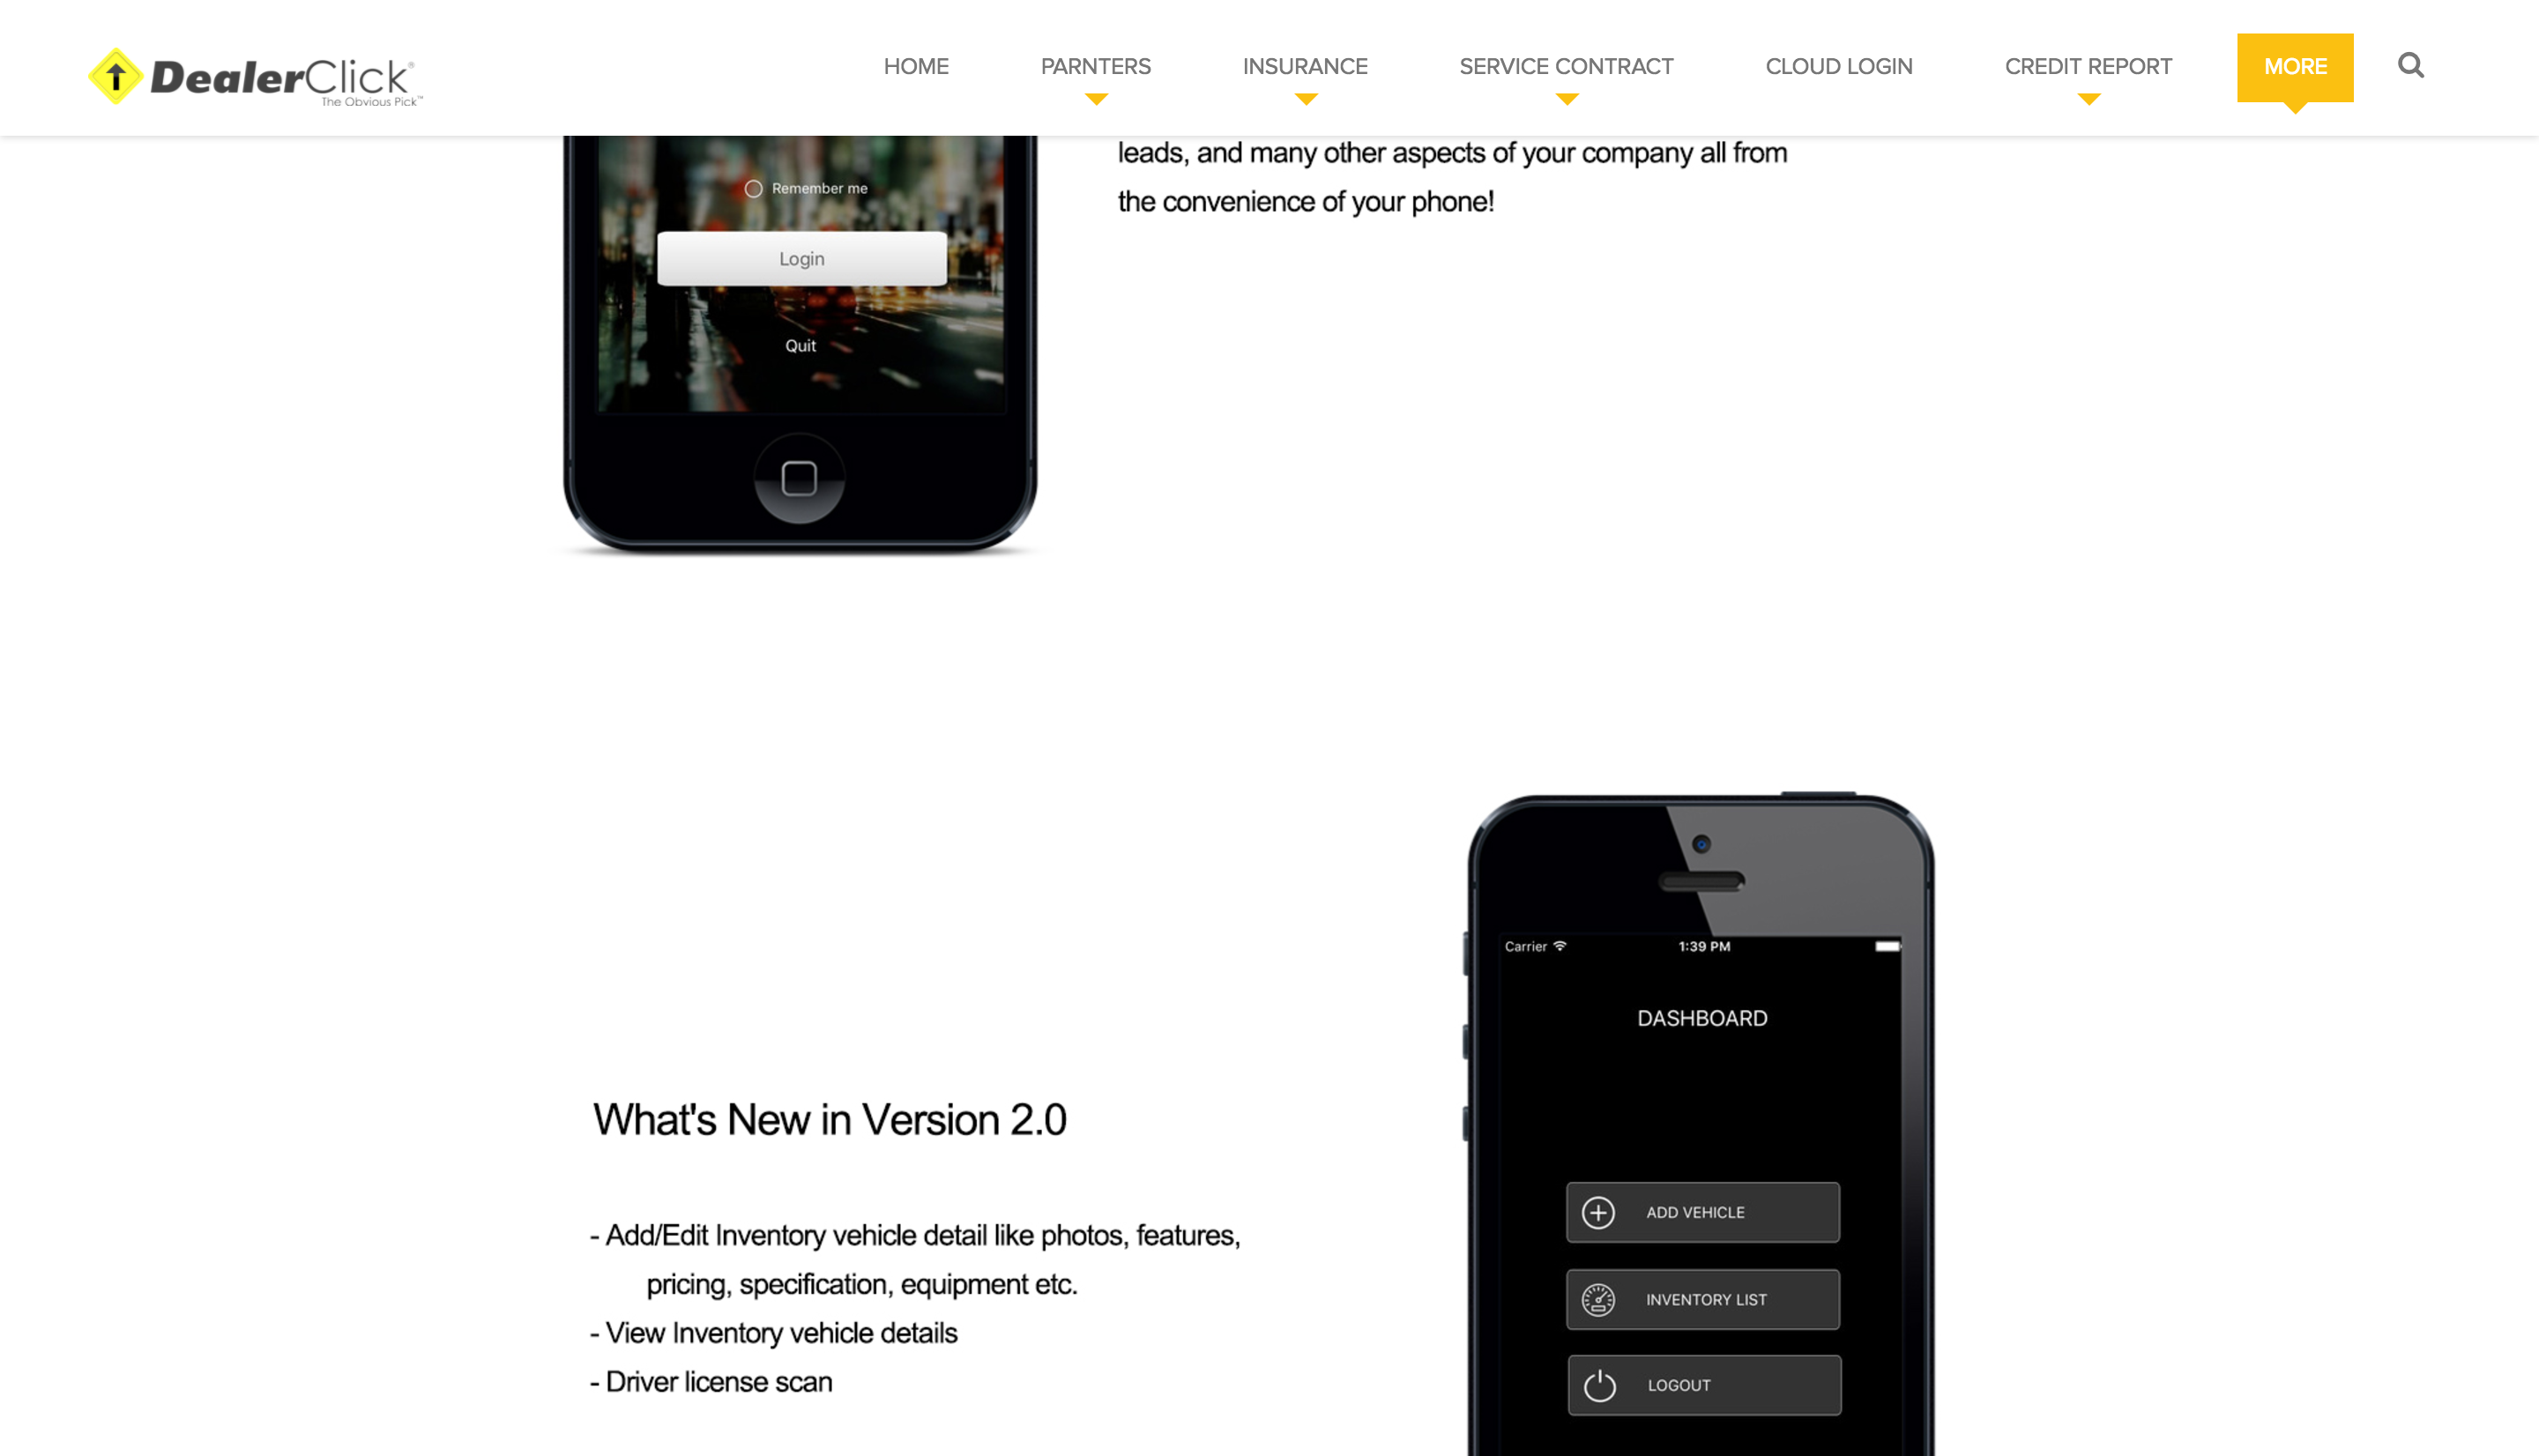 DealerClick®
The Obvious Pick™
HOME
PARNTERS
INSURANCE
SERVICE CONTRACT
CLOUD LOGIN
CREDIT REPORT
MORE
leads, and many other aspects of your company all from
the convenience of your phone!
Remember me
Login
Quit
Carrier
1:39 PM
DASHBOARD
ADD VEHICLE
INVENTORY LIST
LOGOUT
What's New in Version 2.0
- Add/Edit Inventory vehicle detail like photos, features,
pricing, specification, equipment etc.
- View Inventory vehicle details
- Driver license scan